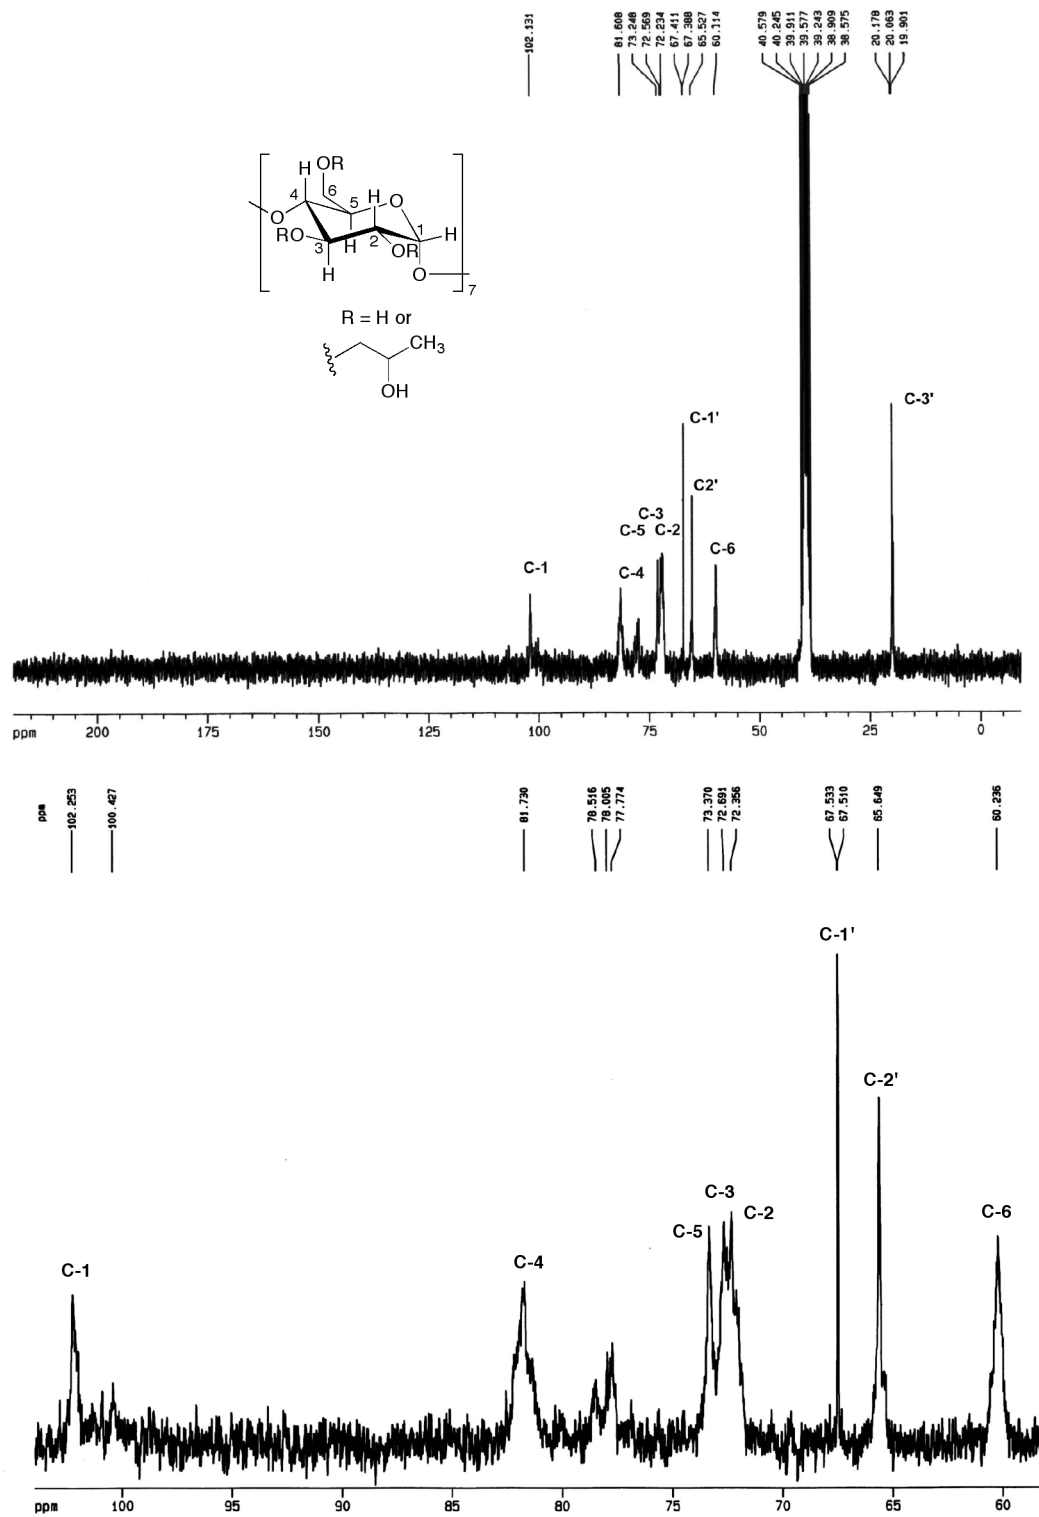 102.131
81.608
73.248
72.569
72.234
67.411
67.388
65.527
60.114
40.579
40.245
39.911
39.577
39.243
38.909
38.575
20.178
20.063
19.901
OR
H
6
H
4
5
O
1
H
O
RO
3
H
2
OR
H
O
7
R = H or
CH3
OH
C-3'
C-1'
C2'
C-3
C-5 C-2
C-6
C-1
C-4
ppm 200 175 150 125 100 75 50 25 0
ppm
102.253
100.427
81.730
78.516
78.005
77.774
73.370
72.691
72.356
67.533
67.510
65.649
60.236
C-1'
C-2'
C-3
C-2
C-6
C-5
C-4
C-1
ppm 100 95 90 85 80 75 70 65 60